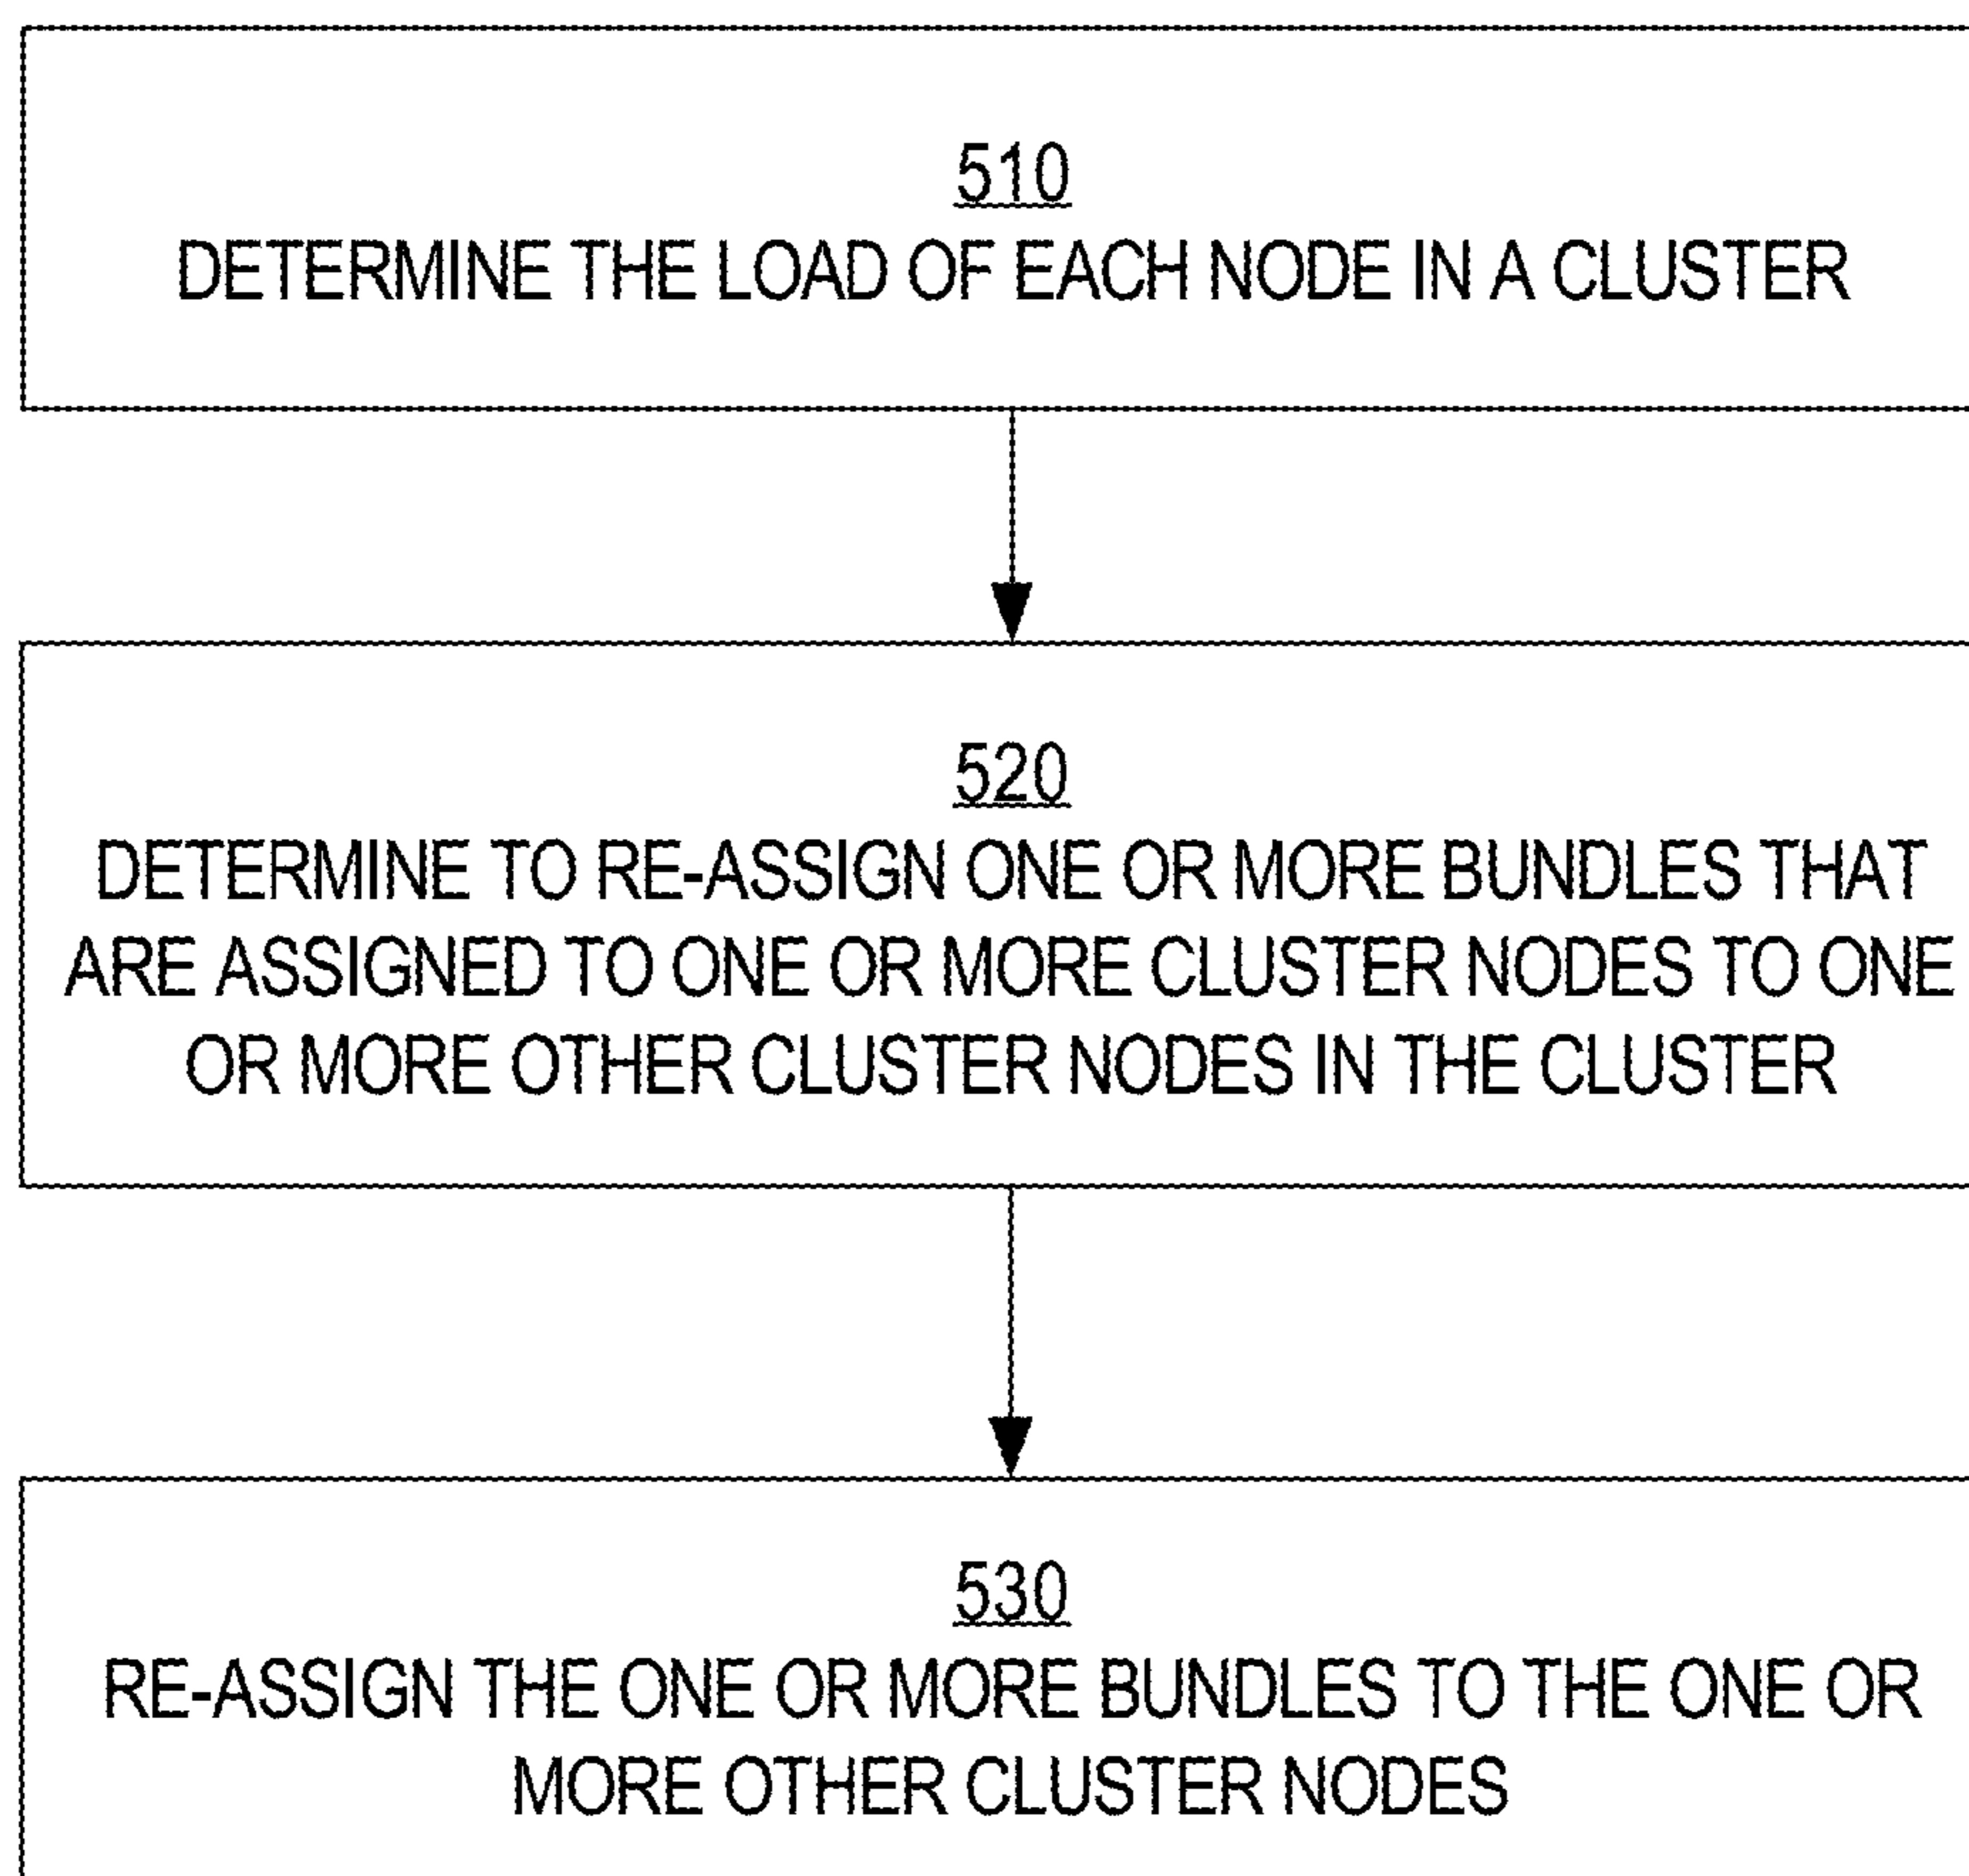 510
DETERMINE THE LOAD OF EACH NODE IN A CLUSTER
520
DETERMINE TO RE-ASSIGN ONE OR MORE BUNDLES THAT
ARE ASSIGNED TO ONE OR MORE CLUSTER NODES TO ONE
OR MORE OTHER CLUSTER NODES IN THE CLUSTER
530
RE-ASSIGN THE ONE OR MORE BUNDLES TO THE ONE OR
MORE OTHER CLUSTER NODES